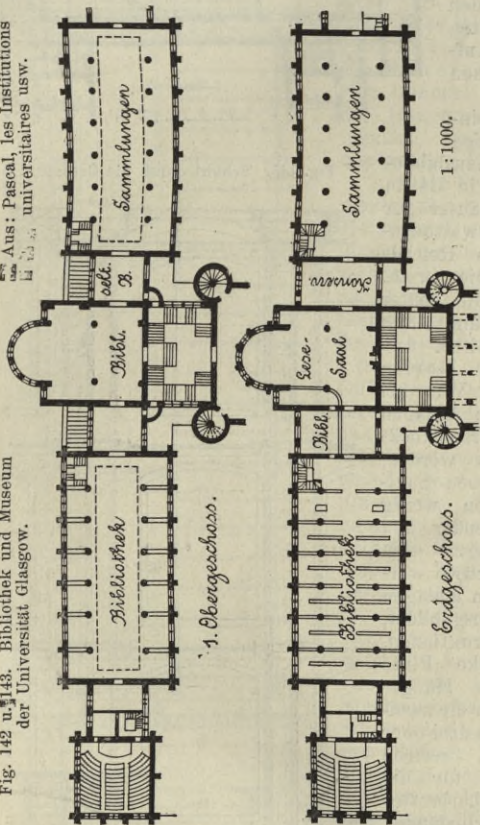 Fig. 142 u. 143. Bibliothek und Museum
der Universität Glasgow.
Aus: Pascal, les Institutions
universitaires usw.
Bibliothek
Bibl.
Selt.
B.
Sammlungen
1. Obergeschoss.
Bibliothek
Bibl.
Lese-
Saal
Konserv.
Sammlungen
Erdgeschoss.
1 : 1000.